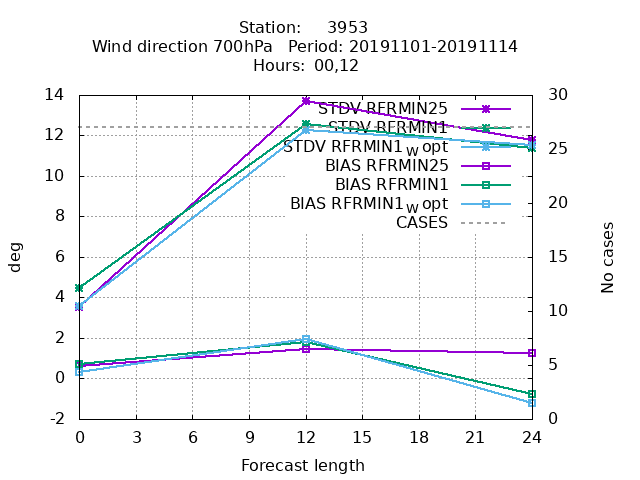 Station: 3953
Wind direction 700hPa Period: 20191101-20191114
Hours: 00,12
14
12
10
8
6
4
2
0
-2
deg
30
25
20
15
10
5
0
No cases
STDV RFRMIN25
STDV RFRMIN1
STDV RFRMIN1_W opt
BIAS RFRMIN25
BIAS RFRMIN1
BIAS RFRMIN1_W opt
CASES
0 3 6 9 12 15 18 21 24
Forecast length